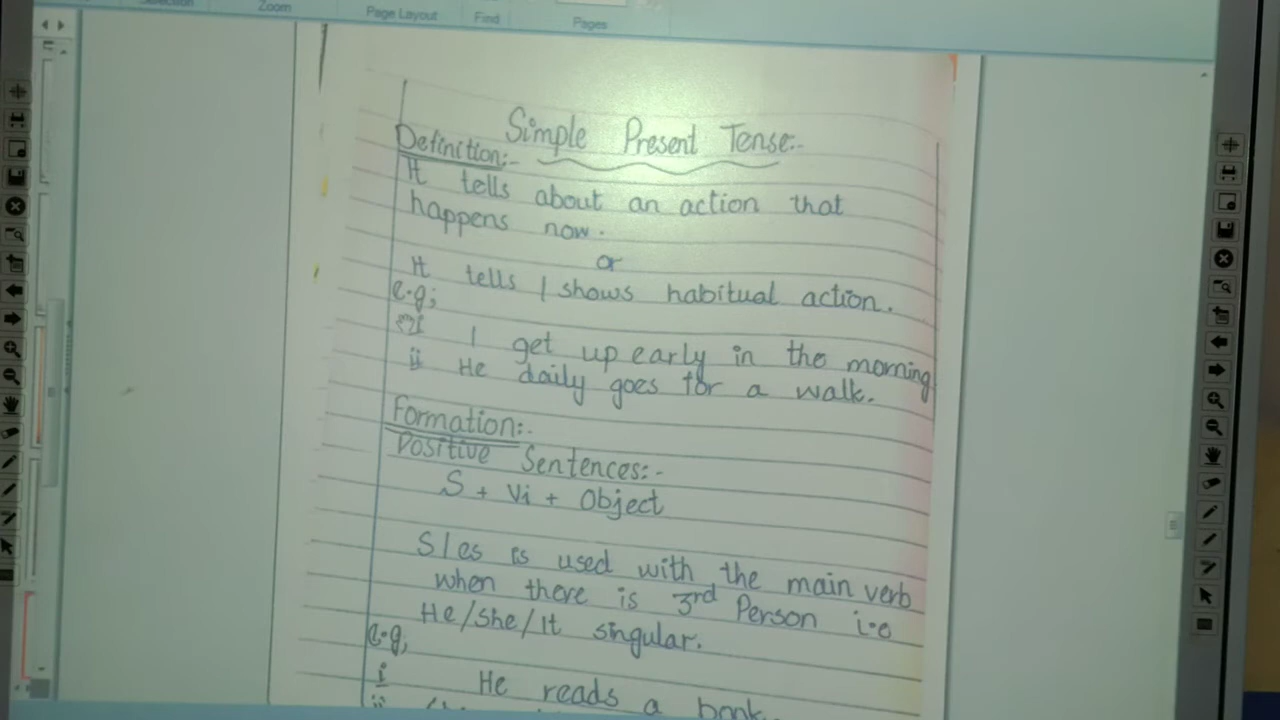 Zoom
Page Layout
Find
Pages
Simple Present Tense:-
Definition:-
It tells about an action that
happens now.
or
It tells / shows habitual action.
e.g;
i I get up early in the morning
ii He daily goes for a walk.
Formation:-
Positive Sentences:-
S + Vi + Object
S/es is used with the main verb
when there is 3rd Person i.e
He/She/It singular.
e.g,
i He reads a book.
ii